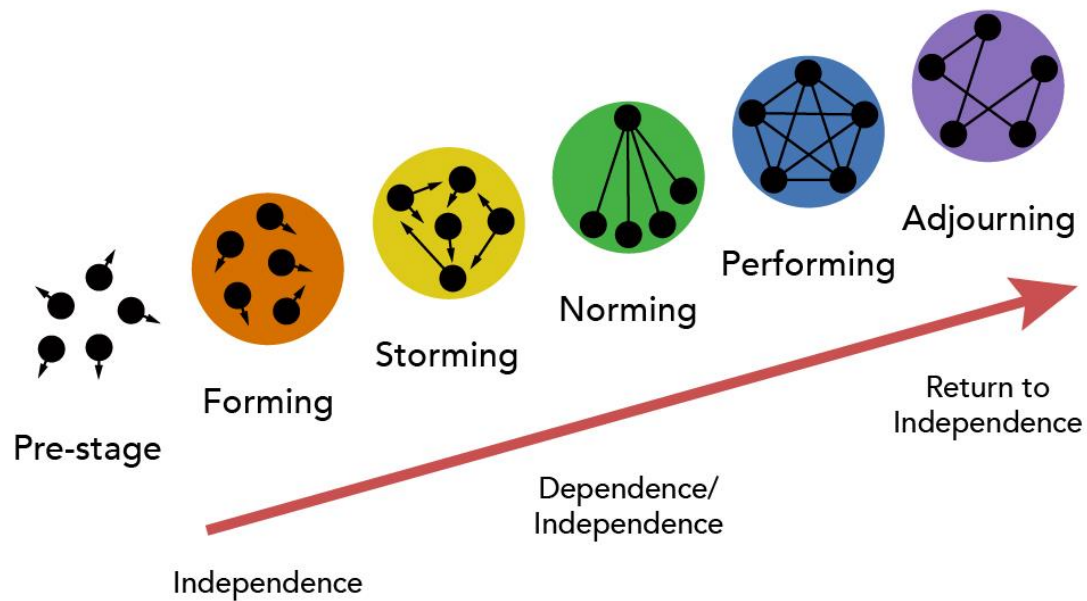 Pre-stage
Forming
Storming
Norming
Performing
Adjourning
Independence
Dependence/
Independence
Return to
Independence